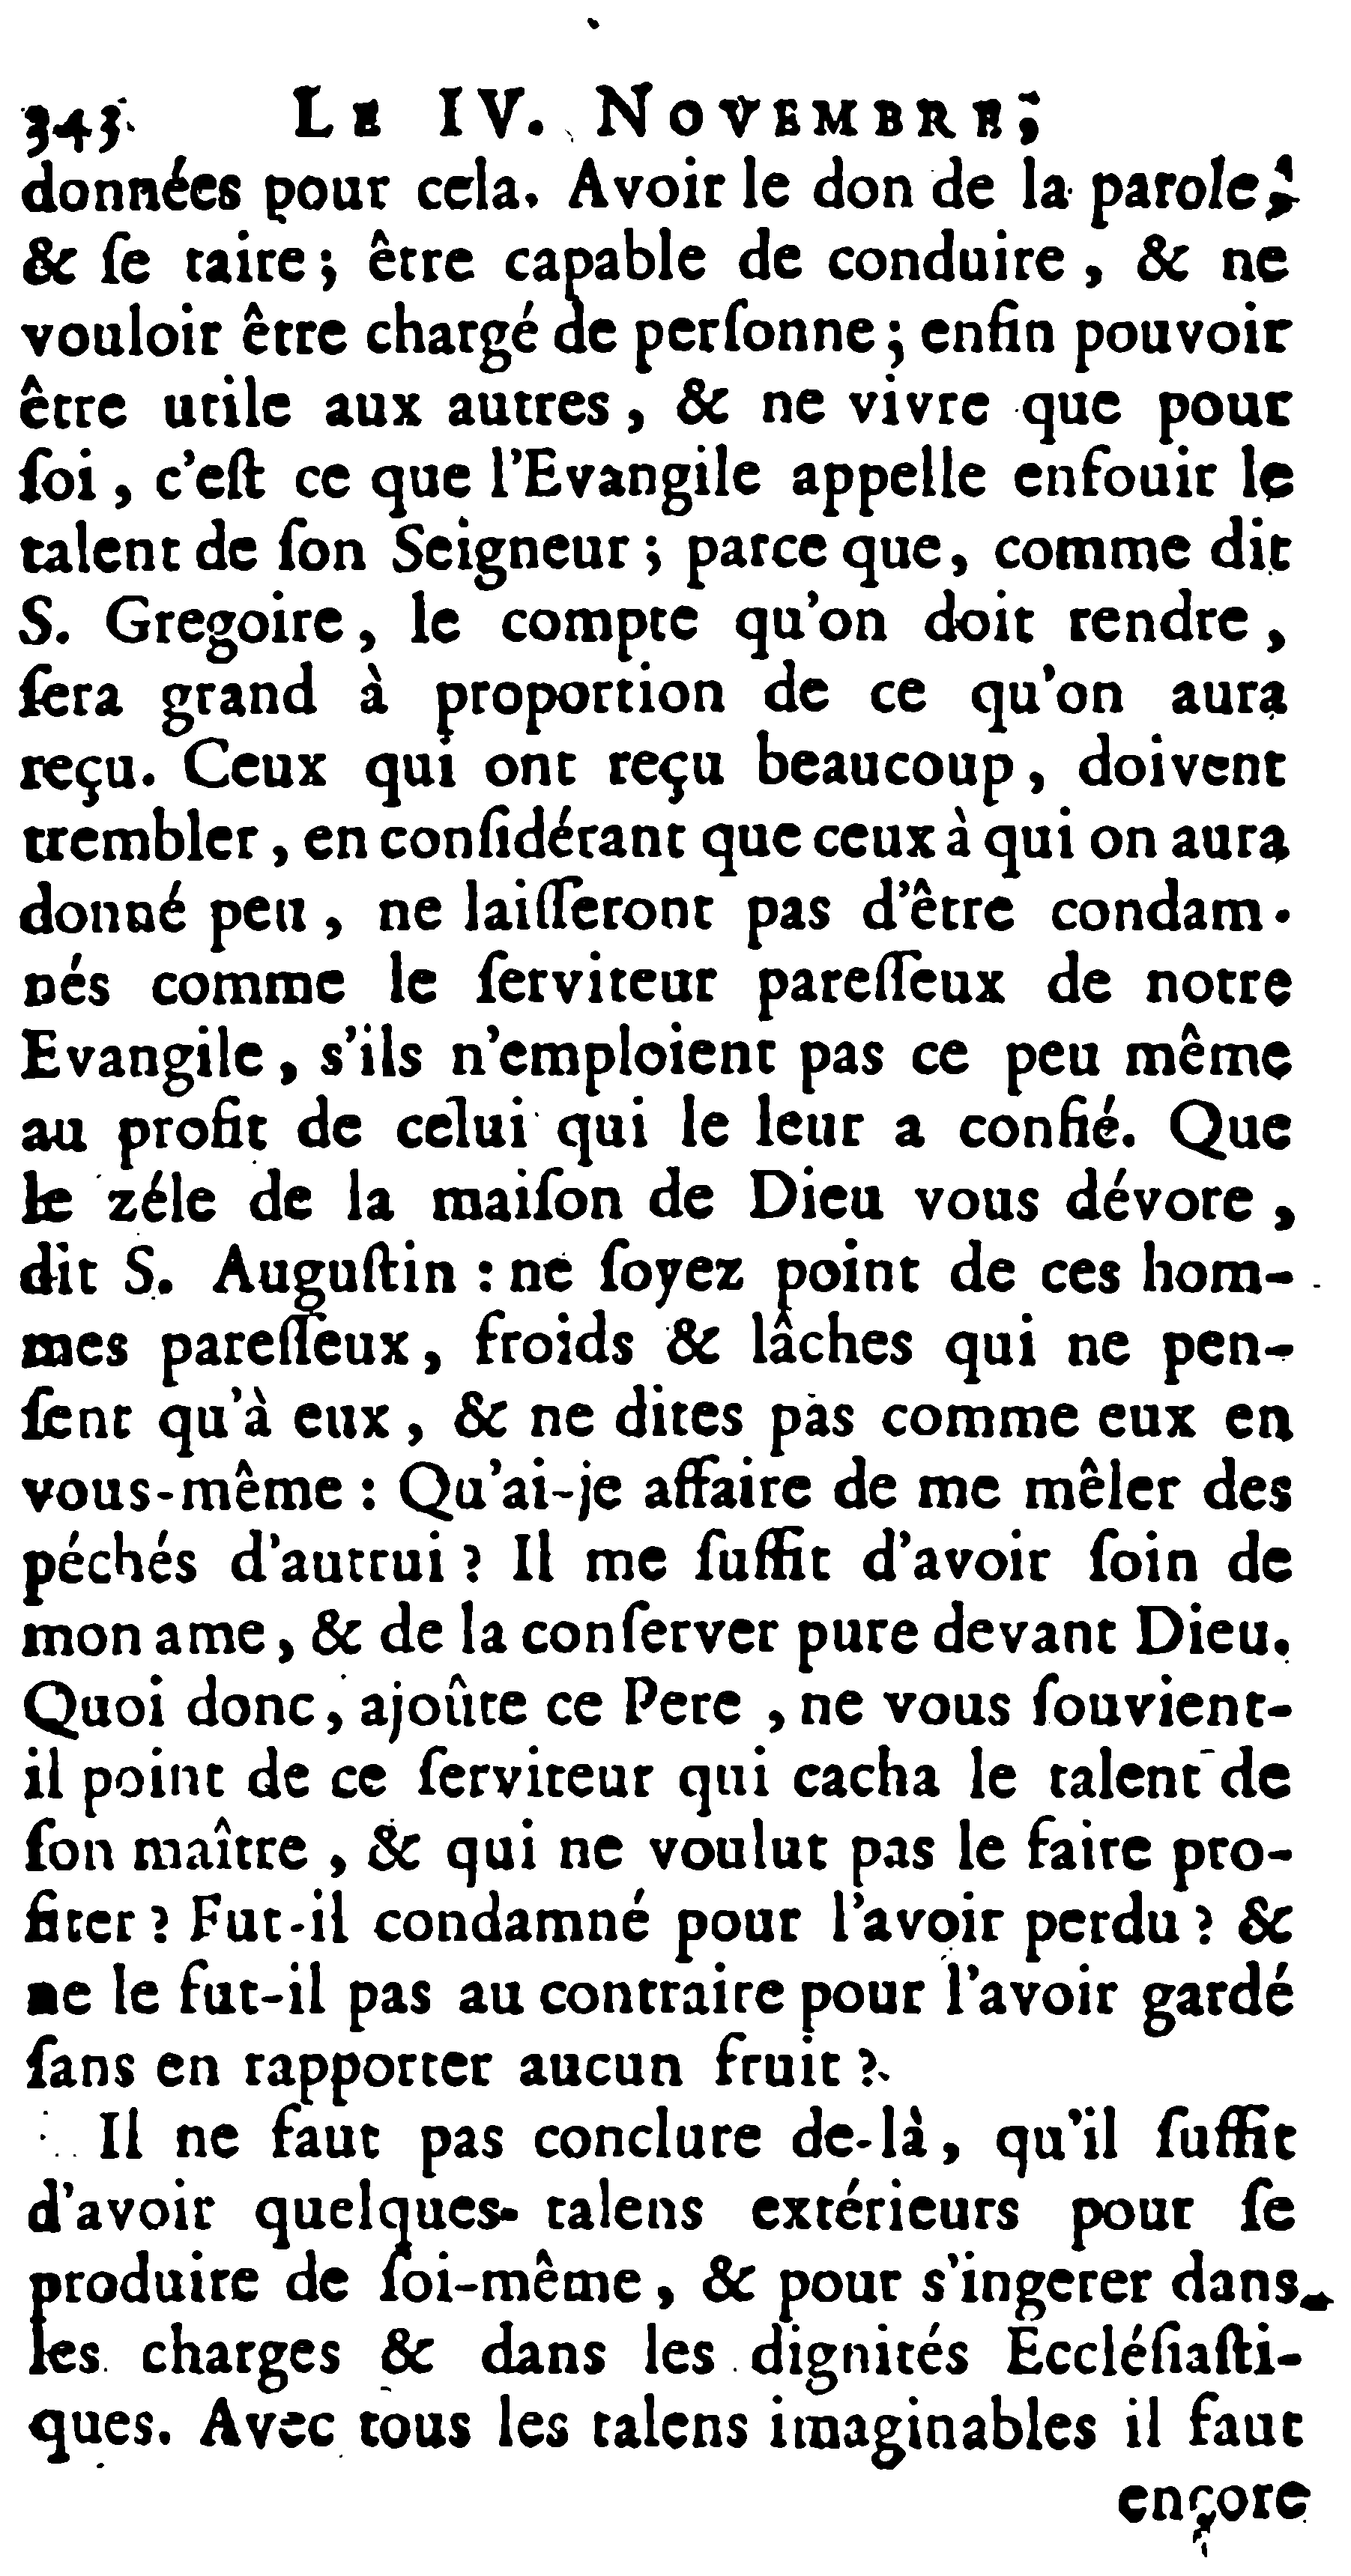 343 LE IV. NOVEMBRE;
données pour cela. Avoir le don de la parole;
& ſe taire; être capable de conduire, & ne
vouloir être chargé de perſonne; enfin pouvoir
être utile aux autres, & ne vivre que pour
ſoi, c'eſt ce que l'Evangile appelle enfouir le
talent de ſon Seigneur; parce que, comme dit
S. Gregoire, le compte qu'on doit rendre,
ſera grand à proportion de ce qu'on aura
reçu. Ceux qui ont reçu beaucoup, doivent
trembler, en conſidérant que ceux à qui on aura
donné peu, ne laiſſeront pas d'être condam-
nés comme le ſerviteur pareſſeux de notre
Evangile, s'ils n'emploient pas ce peu même
au profit de celui qui le leur a confié. Que
le zéle de la maiſon de Dieu vous dévore,
dit S. Auguſtin : ne ſoyez point de ces hom-
mes pareſſeux, froids & lâches qui ne pen-
ſent qu'à eux, & ne dites pas comme eux en
vous-même : Qu'ai-je affaire de me mêler des
péchés d'autrui ? Il me ſuffit d'avoir ſoin de
mon ame, & de la conſerver pure devant Dieu.
Quoi donc, ajoûte ce Pere, ne vous ſouvient-
il point de ce ſerviteur qui cacha le talent de
ſon maître, & qui ne voulut pas le faire pro-
fiter ? Fut-il condamné pour l'avoir perdu ? &
ne le fut-il pas au contraire pour l'avoir gardé
ſans en rapporter aucun fruit ?
Il ne faut pas conclure de-là, qu'il ſuffit
d'avoir quelques talens extérieurs pour ſe
produire de ſoi-même, & pour s'ingerer dans
les charges & dans les dignités Eccléſiaſti-
ques. Avec tous les talens imaginables il faut
encore